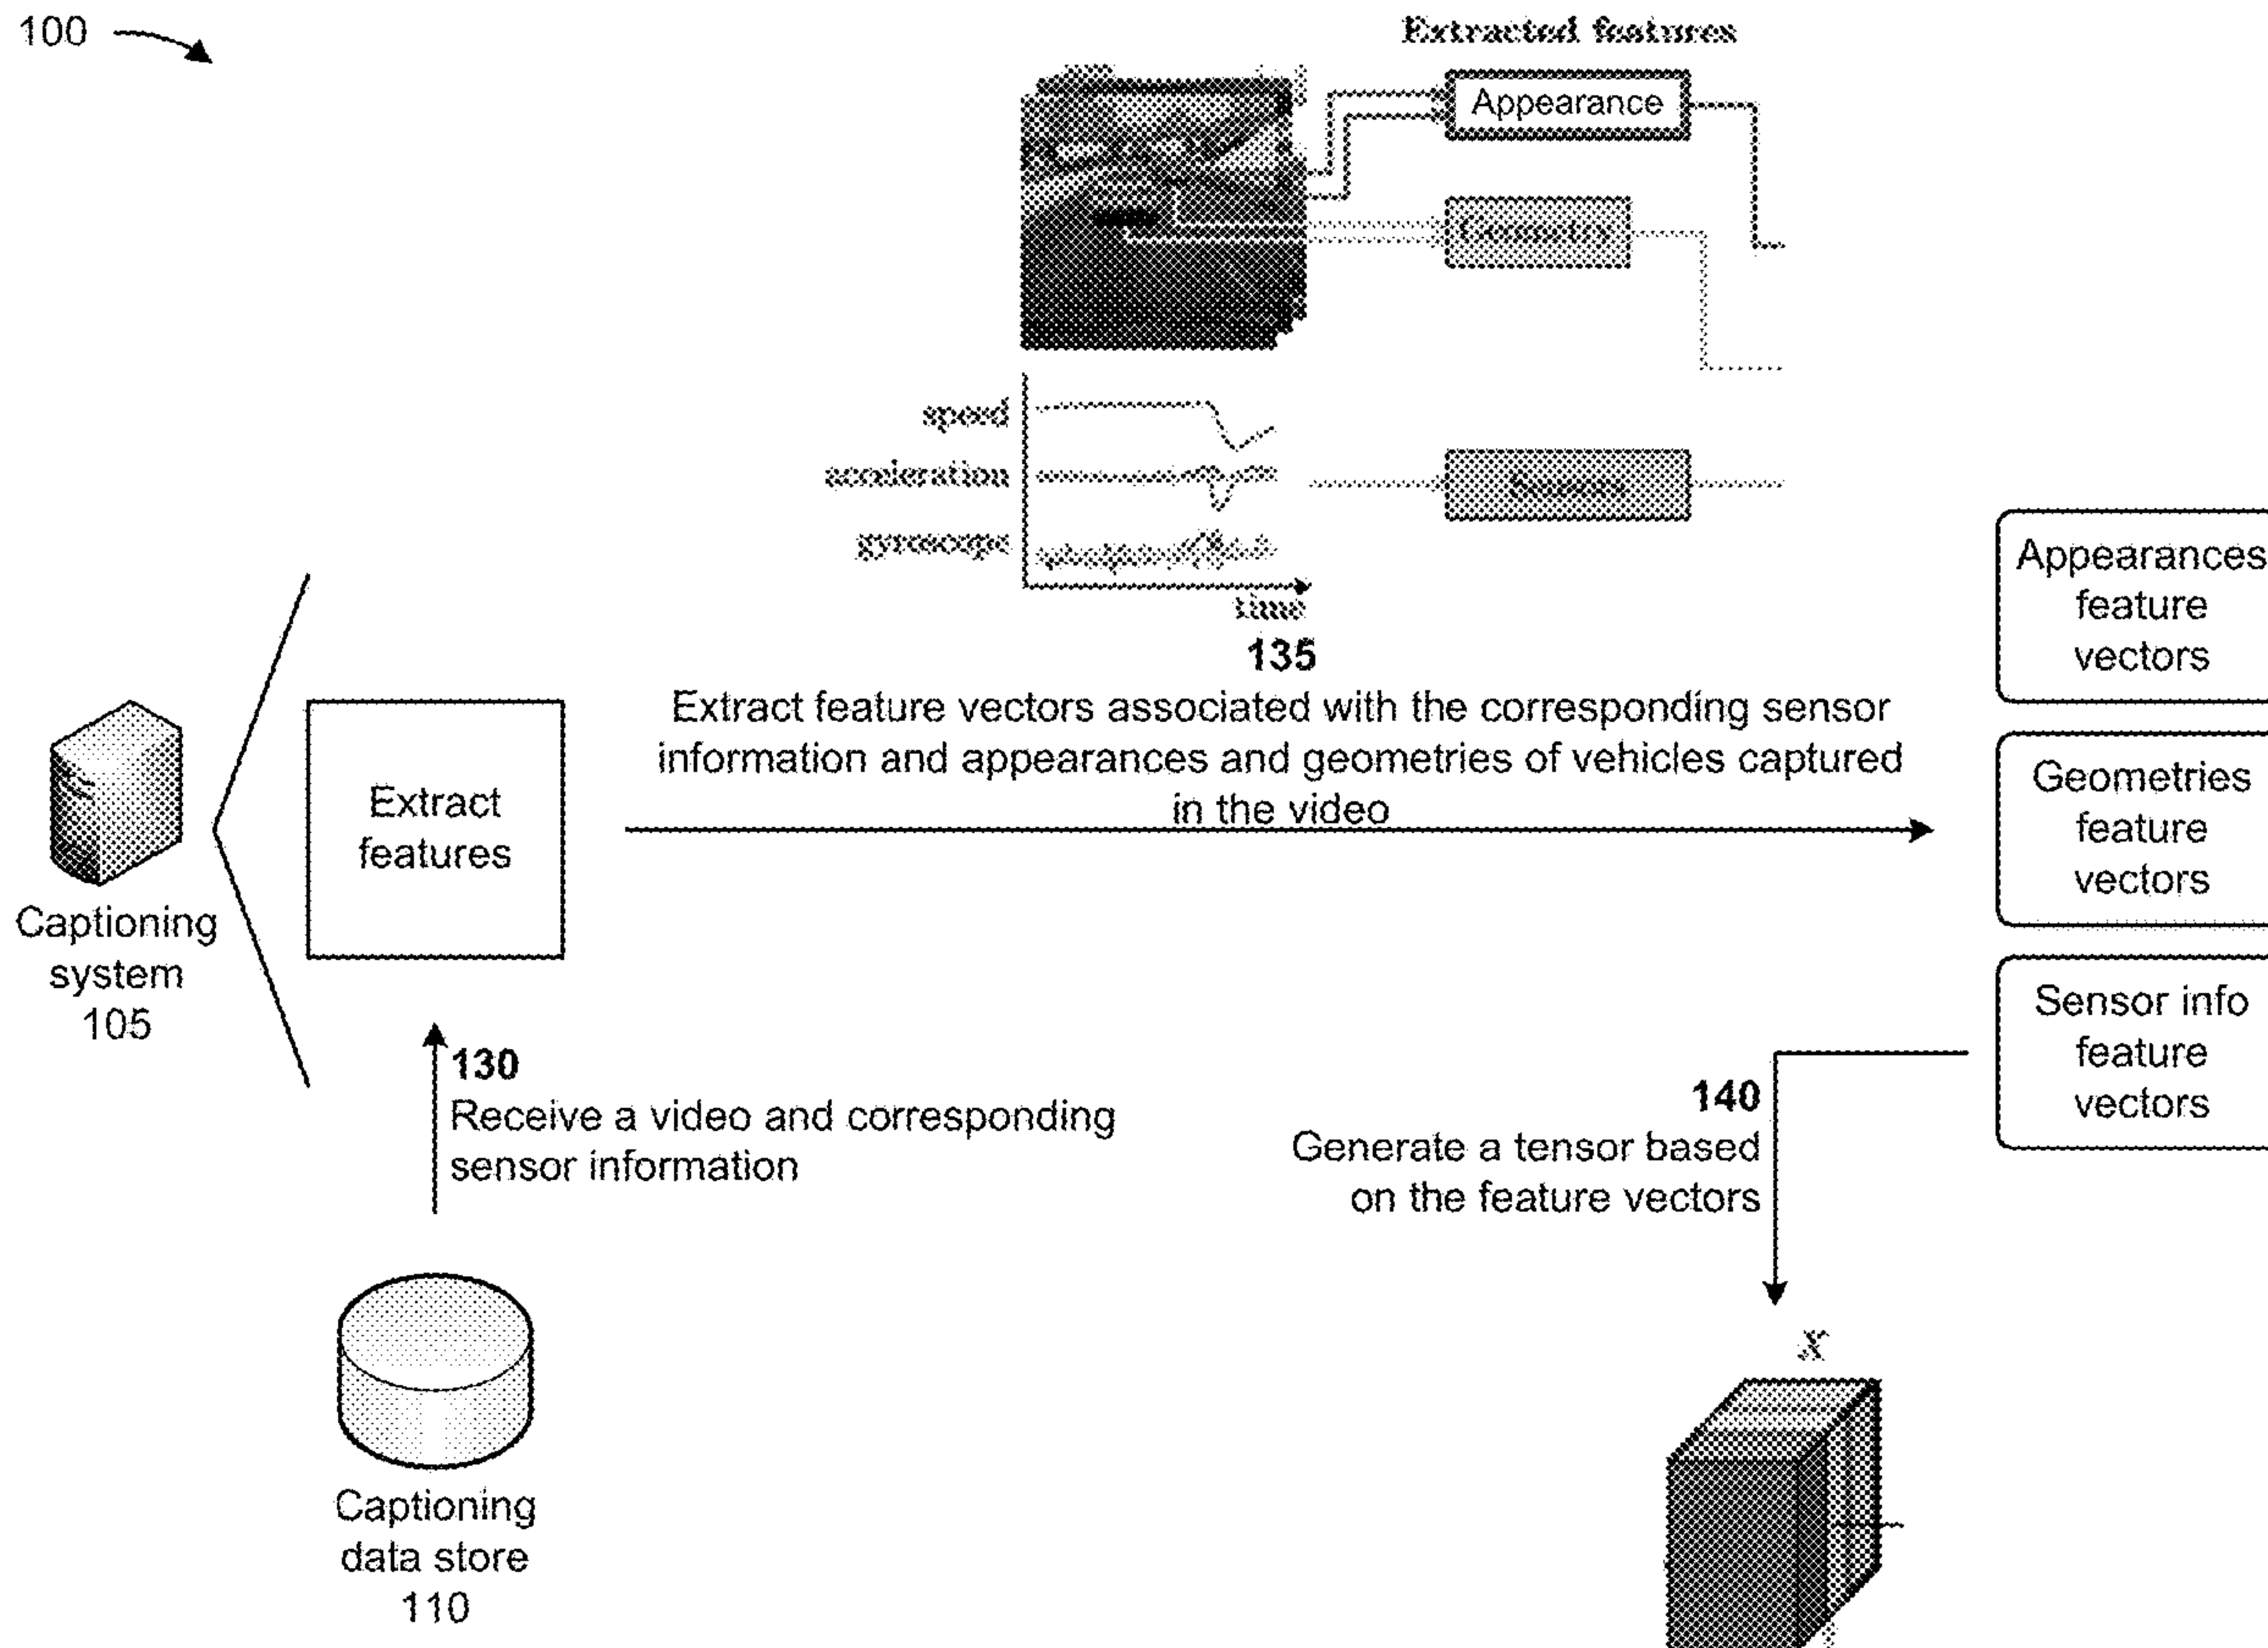 100
Extracted features
Appearance
Geometry
speed
acceleration
gyroscope
time
135
Extract feature vectors associated with the corresponding sensor
information and appearances and geometries of vehicles captured
in the video
Appearances
feature
vectors
Geometries
feature
vectors
Sensor info
feature
vectors
Extract
features
Captioning
system
105
130
Receive a video and corresponding
sensor information
140
Generate a tensor based
on the feature vectors
X
Captioning
data store
110